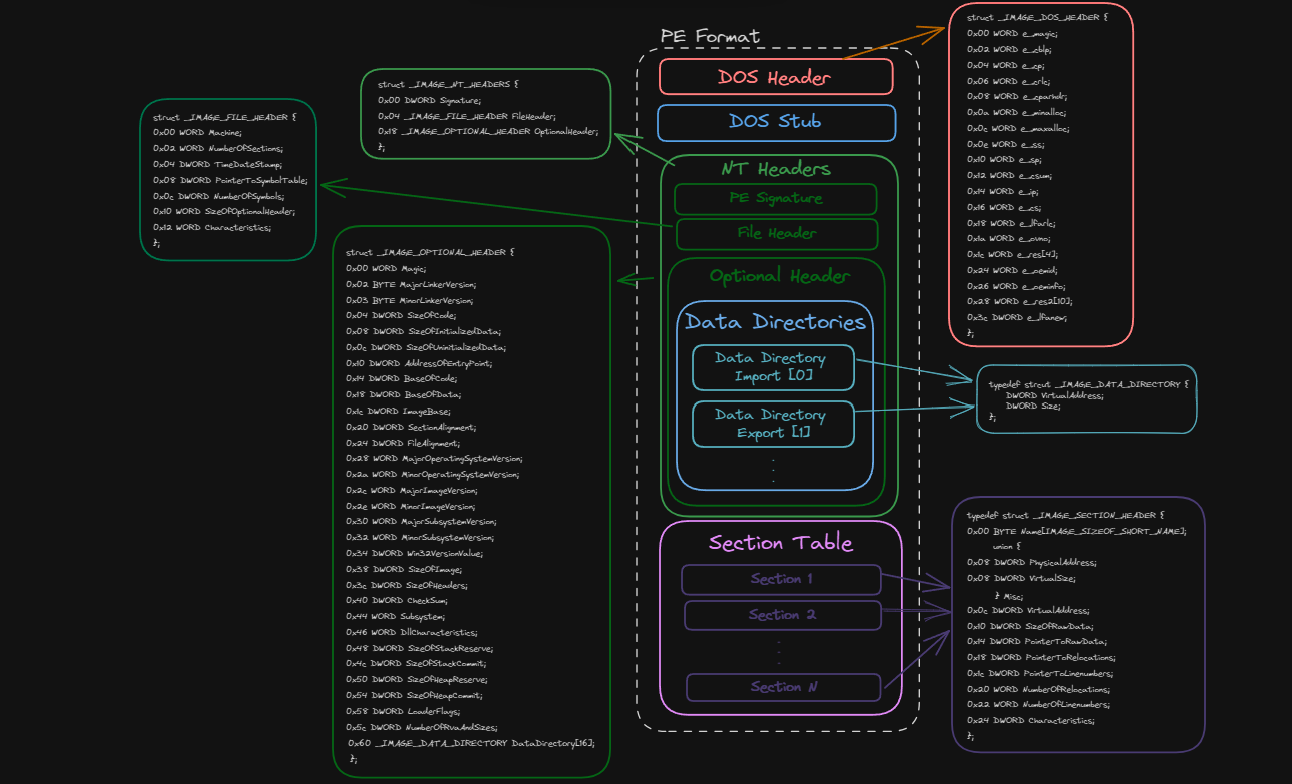 PE Format
DOS Header
DOS Stub
NT Headers
PE Signature
File Header
Optional Header
Data Directories
Data Directory
Import [0]
Data Directory
Export [1]
Section Table
Section 1
Section 2
Section N
struct _IMAGE_FILE_HEADER {
0x00 WORD Machine;
0x02 WORD NumberOfSections;
0x04 DWORD TimeDateStamp;
0x08 DWORD PointerToSymbolTable;
0x0c DWORD NumberOfSymbols;
0x10 WORD SizeOfOptionalHeader;
0x12 WORD Characteristics;
};
struct _IMAGE_NT_HEADERS {
0x00 DWORD Signature;
0x04 _IMAGE_FILE_HEADER FileHeader;
0x18 _IMAGE_OPTIONAL_HEADER OptionalHeader;
};
struct _IMAGE_OPTIONAL_HEADER {
0x00 WORD Magic;
0x02 BYTE MajorLinkerVersion;
0x03 BYTE MinorLinkerVersion;
0x04 DWORD SizeOfCode;
0x08 DWORD SizeOfInitializedData;
0x0c DWORD SizeOfUninitializedData;
0x10 DWORD AddressOfEntryPoint;
0x14 DWORD BaseOfCode;
0x18 DWORD BaseOfData;
0x1c DWORD ImageBase;
0x20 DWORD SectionAlignment;
0x24 DWORD FileAlignment;
0x28 WORD MajorOperatingSystemVersion;
0x2a WORD MinorOperatingSystemVersion;
0x2c WORD MajorImageVersion;
0x2e WORD MinorImageVersion;
0x30 WORD MajorSubsystemVersion;
0x32 WORD MinorSubsystemVersion;
0x34 DWORD Win32VersionValue;
0x38 DWORD SizeOfImage;
0x3c DWORD SizeOfHeaders;
0x40 DWORD CheckSum;
0x44 WORD Subsystem;
0x46 WORD DllCharacteristics;
0x48 DWORD SizeOfStackReserve;
0x4c DWORD SizeOfStackCommit;
0x50 DWORD SizeOfHeapReserve;
0x54 DWORD SizeOfHeapCommit;
0x58 DWORD LoaderFlags;
0x5c DWORD NumberOfRvaAndSizes;
0x60 _IMAGE_DATA_DIRECTORY DataDirectory[16];
};
struct _IMAGE_DOS_HEADER {
0x00 WORD e_magic;
0x02 WORD e_cblp;
0x04 WORD e_cp;
0x06 WORD e_crlc;
0x08 WORD e_cparhdr;
0x0a WORD e_minalloc;
0x0c WORD e_maxalloc;
0x0e WORD e_ss;
0x10 WORD e_sp;
0x12 WORD e_csum;
0x14 WORD e_ip;
0x16 WORD e_cs;
0x18 WORD e_lfarlc;
0x1a WORD e_ovno;
0x1c WORD e_res[4];
0x24 WORD e_oemid;
0x26 WORD e_oeminfo;
0x28 WORD e_res2[10];
0x3c DWORD e_lfanew;
};
typedef strcut _IMAGE_DATA_DIRECTORY {
DWORD VirtualAddress;
DWORD Size;
};
typedef struct _IMAGE_SECTION_HEADER {
0x00 BYTE Name[IMAGE_SIZEOF_SHORT_NAME];
union {
0x08 DWORD PhysicalAddress;
0x08 DWORD VirtualSize;
} Misc;
0x0c DWORD VirtualAddress;
0x10 DWORD SizeOfRawData;
0x14 DWORD PointerToRawData;
0x18 DWORD PointerToRelocations;
0x1c DWORD PointerToLinenumbers;
0x20 WORD NumberOfRelocations;
0x22 WORD NumberOfLinenumbers;
0x24 DWORD Characteristics;
};